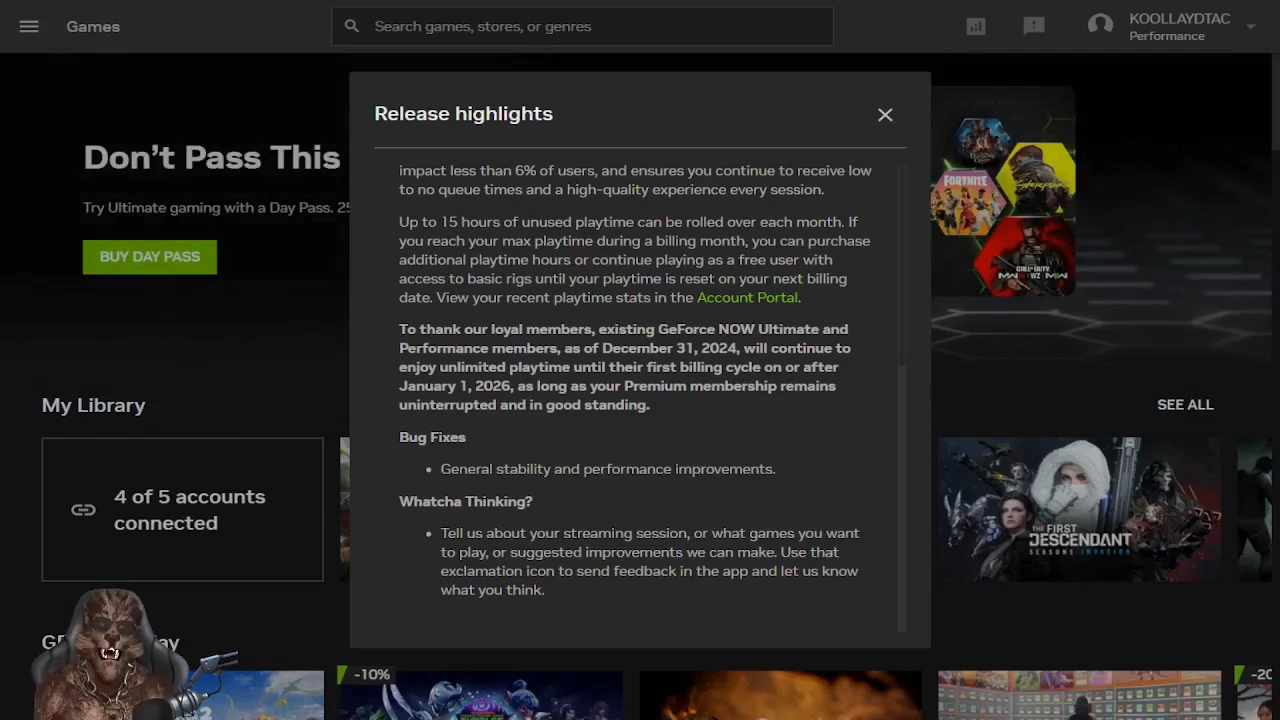 Games
Search games, stores, or genres
KOOLLAYDTAC
Performance
Release highlights
Don't Pass This
Try Ultimate gaming with a Day Pass. 25
BUY DAY PASS
impact less than 6% of users, and ensures you continue to receive low
to no queue times and a high-quality experience every session.
Up to 15 hours of unused playtime can be rolled over each month. If
you reach your max playtime during a billing month, you can purchase
additional playtime hours or continue playing as a free user with
access to basic rigs until your playtime is reset on your next billing
date. View your recent playtime stats in the Account Portal.
To thank our loyal members, existing GeForce NOW Ultimate and
Performance members, as of December 31, 2024, will continue to
enjoy unlimited playtime until their first billing cycle on or after
January 1, 2026, as long as your Premium membership remains
uninterrupted and in good standing.
Bug Fixes
• General stability and performance improvements.
Whatcha Thinking?
• Tell us about your streaming session, or what games you want
to play, or suggested improvements we can make. Use that
exclamation icon to send feedback in the app and let us know
what you think.
FORTNITE
CYBERPUNK
CALL OF DUTY
My Library
SEE ALL
4 of 5 accounts
connected
THE FIRST
DESCENDANT
SEASON1 INVASION
-10%
-20